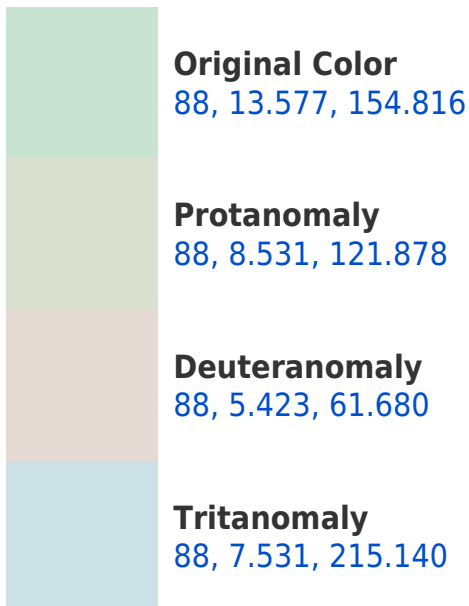 Original Color
88, 13.577, 154.816
Protanomaly
88, 8.531, 121.878
Deuteranomaly
88, 5.423, 61.680
Tritanomaly
88, 7.531, 215.140